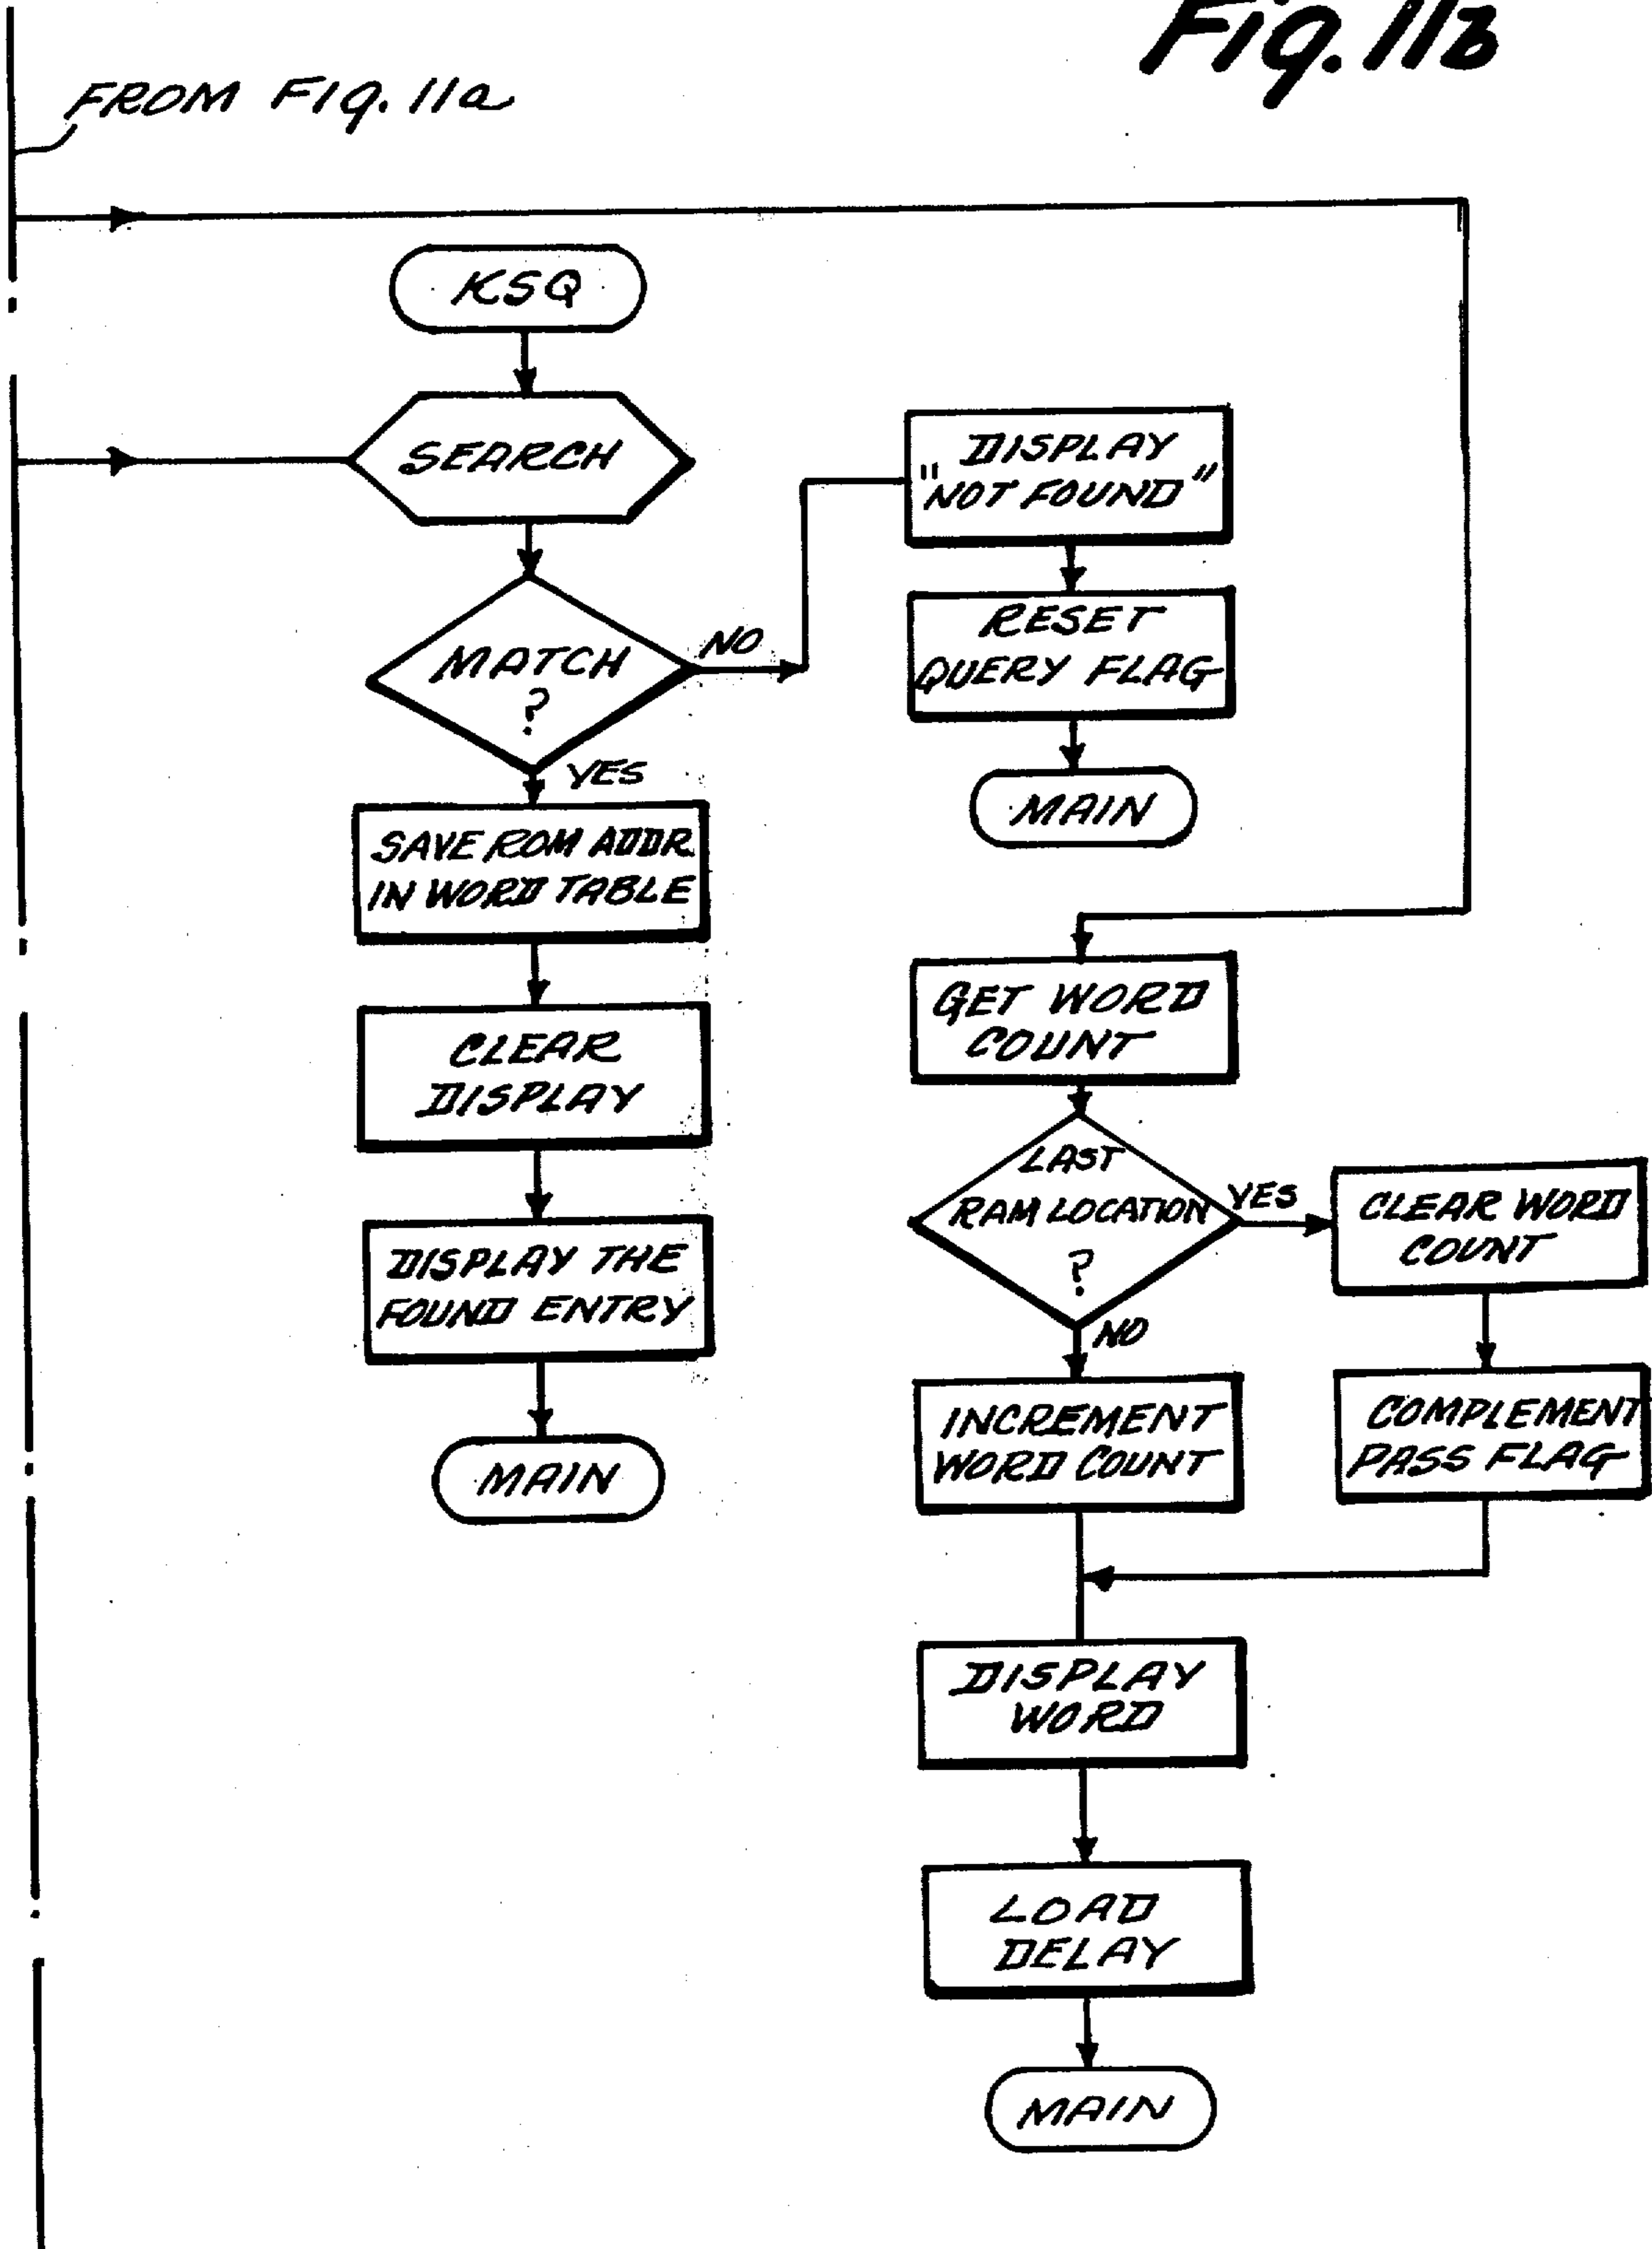 Fig. 11b
FROM Fig. 11a
KSQ
SEARCH
MATCH
?
NO
YES
DISPLAY
"NOT FOUND"
RESET
QUERY FLAG
MAIN
SAVE ROM ADDR.
IN WORD TABLE
CLEAR
DISPLAY
DISPLAY THE
FOUND ENTRY
MAIN
GET WORD
COUNT
LAST
RAM LOCATION
?
YES
NO
CLEAR WORD
COUNT
COMPLEMENT
PASS FLAG
INCREMENT
WORD COUNT
DISPLAY
WORD
LOAD
DELAY
MAIN